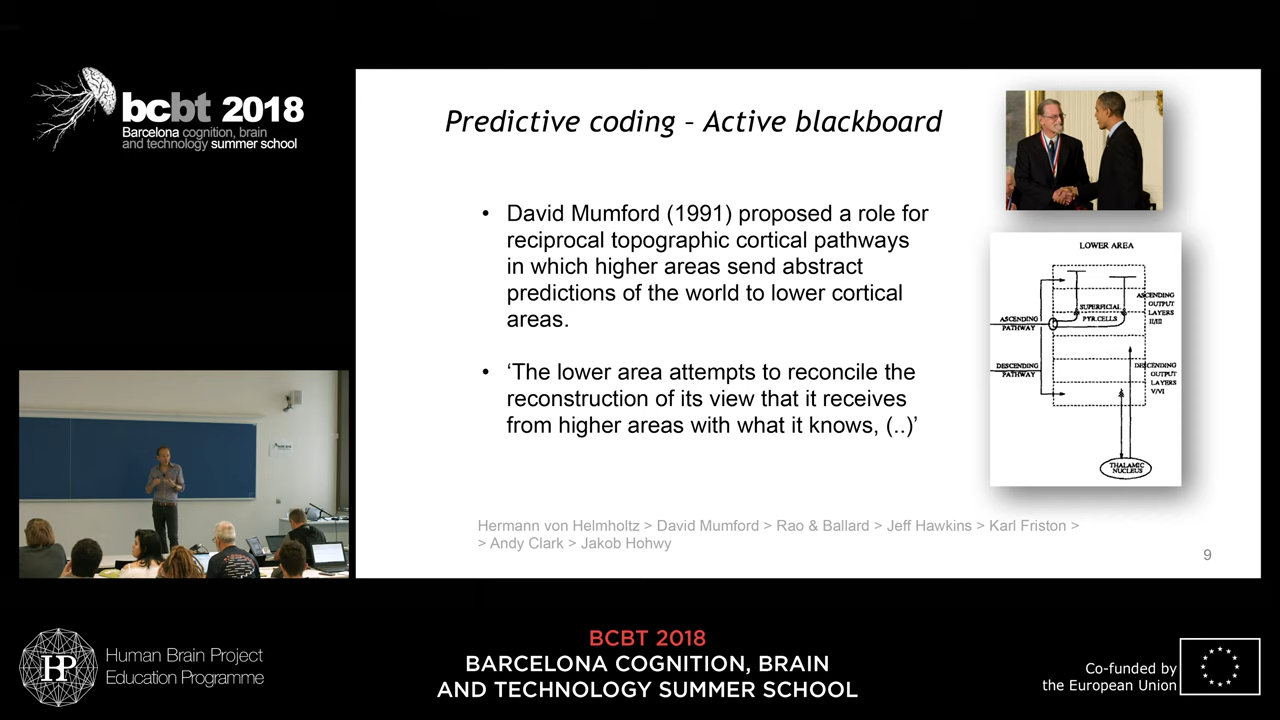 bcbt 2018
Barcelona cognition, brain
and technology summer school
Predictive coding – Active blackboard
• David Mumford (1991) proposed a role for
reciprocal topographic cortical pathways
in which higher areas send abstract
predictions of the world to lower cortical
areas.
• ‘The lower area attempts to reconcile the
reconstruction of its view that it receives
from higher areas with what it knows, (..)’
LOWER AREA
ASCENDING
OUTPUT
LAYERS
II/III
SUPERFICIAL
PYR.CELLS
ASCENDING
PATHWAY
DESCENDING
PATHWAY
DESCENDING
OUTPUT
LAYERS
V/VI
THALAMIC
NUCLEUS
Hermann von Helmholtz > David Mumford > Rao & Ballard > Jeff Hawkins > Karl Friston >
> Andy Clark > Jakob Hohwy
9
HP
Human Brain Project
Education Programme
BCBT 2018
BARCELONA COGNITION, BRAIN
AND TECHNOLOGY SUMMER SCHOOL
Co-funded by
the European Union